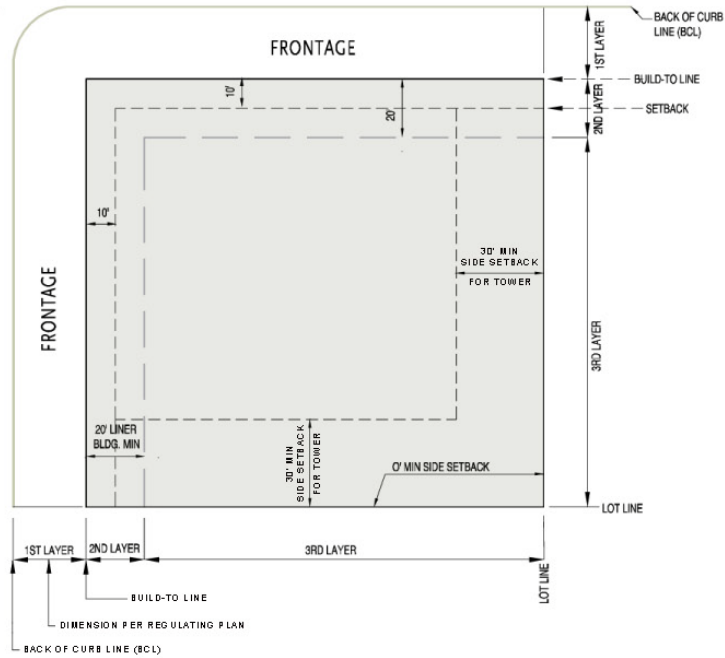 BACK OF CURB
LINE (BCL)
1ST LAYER
FRONTAGE
BUILD-TO LINE
10'
20'
2ND LAYER
SETBACK
10'
30' MIN
SIDE SETBACK
FOR TOWER
FRONTAGE
3RD LAYER
20' LINER
BLDG. MIN
30' MIN
SIDE SETBACK
FOR TOWER
O' MIN SIDE SETBACK
LOT LINE
1ST LAYER
2ND LAYER
3RD LAYER
LOT LINE
BUILD-TO LINE
DIMENSION PER REGULATING PLAN
BACK OF CURB LINE (BCL)